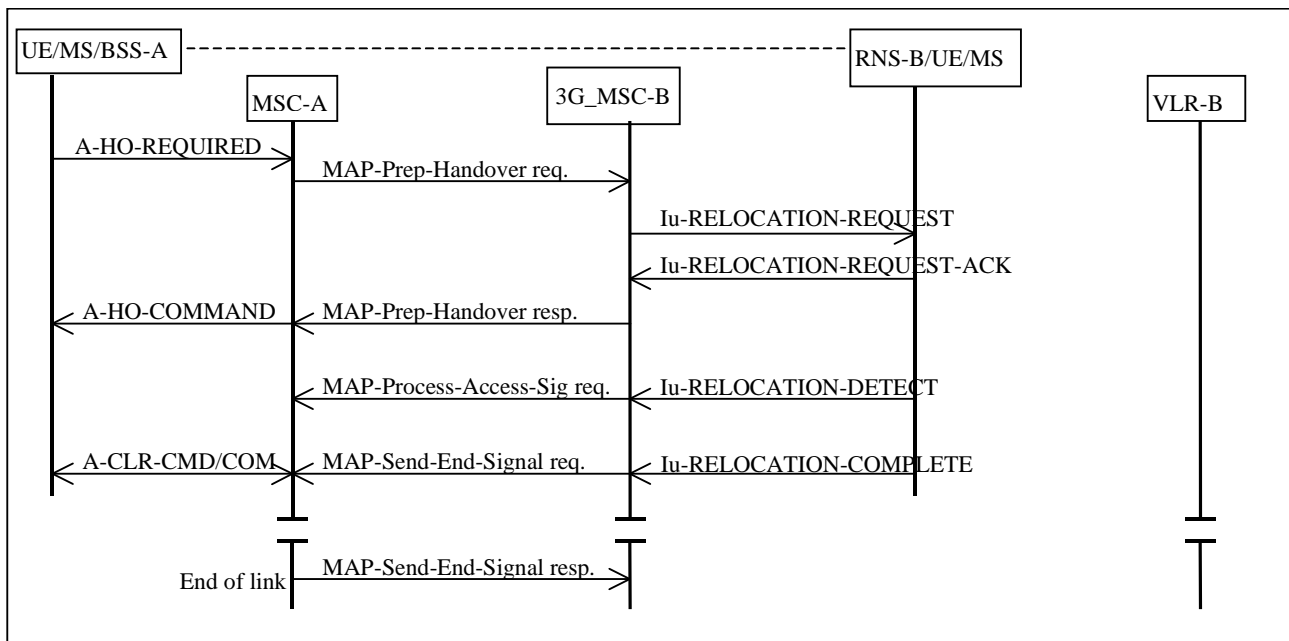 UE/MS/BSS-A
RNS-B/UE/MS
MSC-A
3G_MSC-B
VLR-B
A-HO-REQUIRED
MAP-Prep-Handover req.
Iu-RELOCATION-REQUEST
Iu-RELOCATION-REQUEST-ACK
A-HO-COMMAND
MAP-Prep-Handover resp.
MAP-Process-Access-Sig req.
Iu-RELOCATION-DETECT
A-CLR-CMD/COM
MAP-Send-End-Signal req.
Iu-RELOCATION-COMPLETE
End of link
MAP-Send-End-Signal resp.